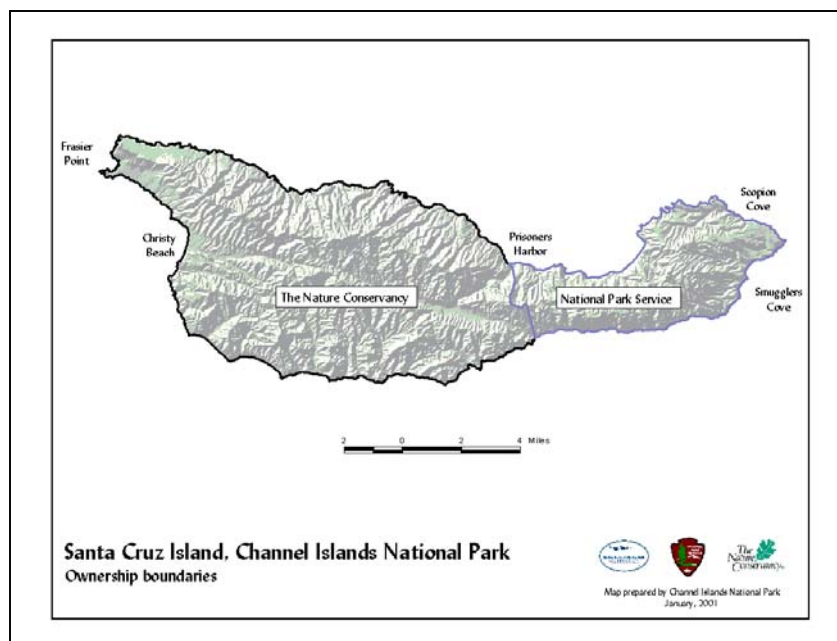 Frasier
Point
Scopion
Cove
Christy
Beach
Prisoners
Harbor
The Nature Conservancy
National Park Service
Smugglers
Cove
2 0 2 4 Miles
Santa Cruz Island, Channel Islands National Park
Ownership boundaries
The
Nature
Conservancy
Map prepared by Channel Islands National Park
January, 2001